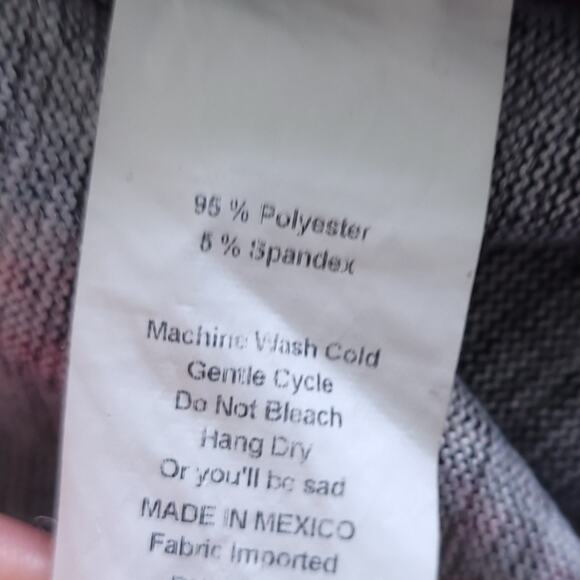 95 % Polyester
5 % Spandex
Machine Wash Cold
Gentle Cycle
Do Not Bleach
Hang Dry
Or you'll be sad
MADE IN MEXICO
Fabric Imported